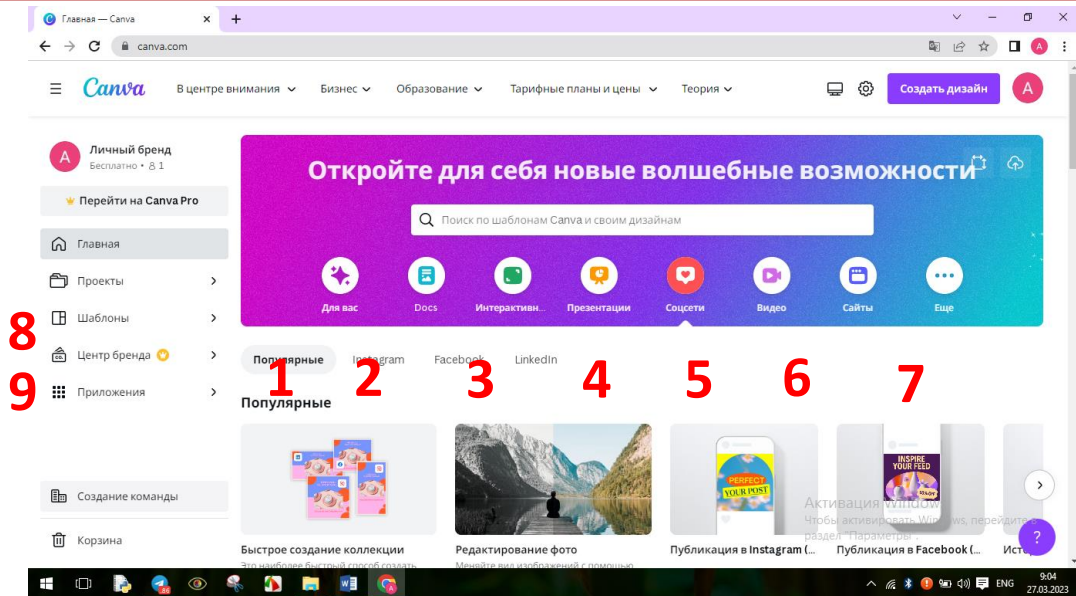 Главная — Canva
canva.com
Canva
В центре внимания
Бизнес
Образование
Тарифные планы и цены
Теория
Создать дизайн
A
A
A
Личный бренд
Бесплатно • 1
Перейти на Canva Pro
Главная
Проекты
Шаблоны
Центр бренда
Приложения
Создание команды
Корзина
8
9
Откройте для себя новые волшебные возможности
Поиск по шаблонам Canva и своим дизайнам
Для вас
Docs
Интерактивн...
Презентации
Соцсети
Видео
Сайты
Еще
Популярные
Instagram
Facebook
LinkedIn
1 2 3 4 5 6 7
Популярные
PERFECT
YOUR POST
INSPIRE
YOUR FEED
Быстрое создание коллекции
Это наиболее быстрый способ создать
Редактирование фото
Меняйте вид изображений с помощью
Публикация в Instagram (...
Публикация в Facebook (...
Активация Windows
Чтобы активировать Windows, перейдите в
раздел "Параметры".
?
ENG
9:04
27.03.2023